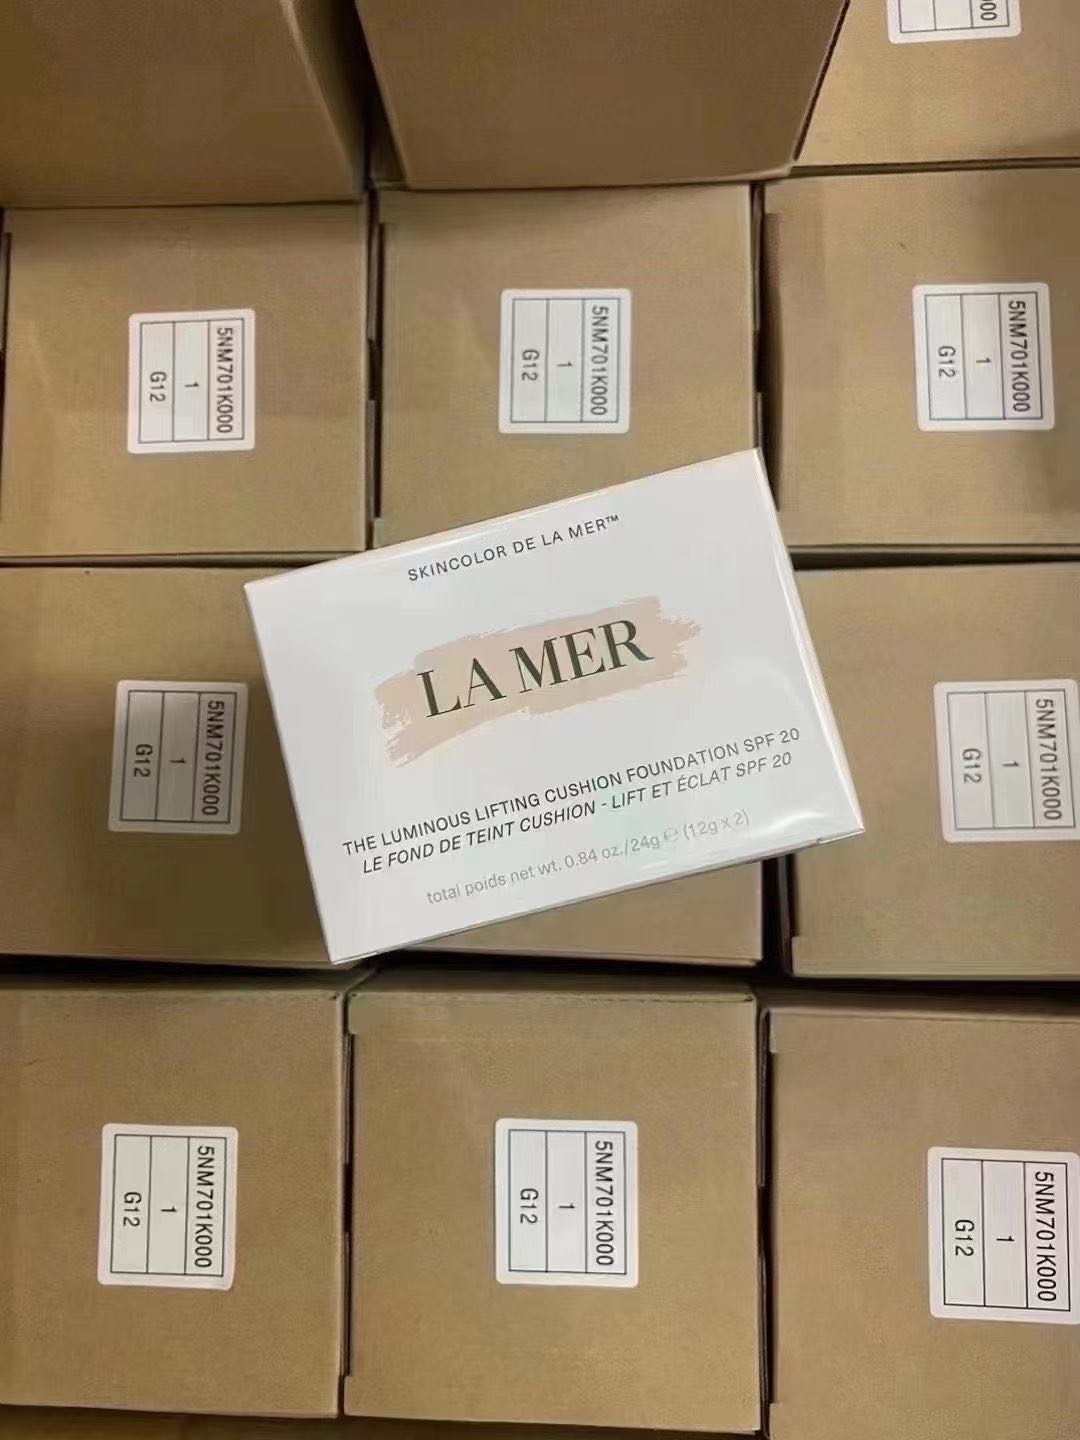 00
5NM701K000
1
G12
5NM701K000
1
G12
5NM701K000
1
G12
SKINCOLOR DE LA MER™
LA MER
THE LUMINOUS LIFTING CUSHION FOUNDATION SPF 20
LE FOND DE TEINT CUSHION - LIFT ET ÉCLAT SPF 20
total poids net wt. 0.84 oz./24g ℮ (12g x 2)
5NM701K000
1
G12
5NM701K000
1
G12
5NM701K000
1
G12
5NM701K000
1
G12
5NM701K000
1
G12